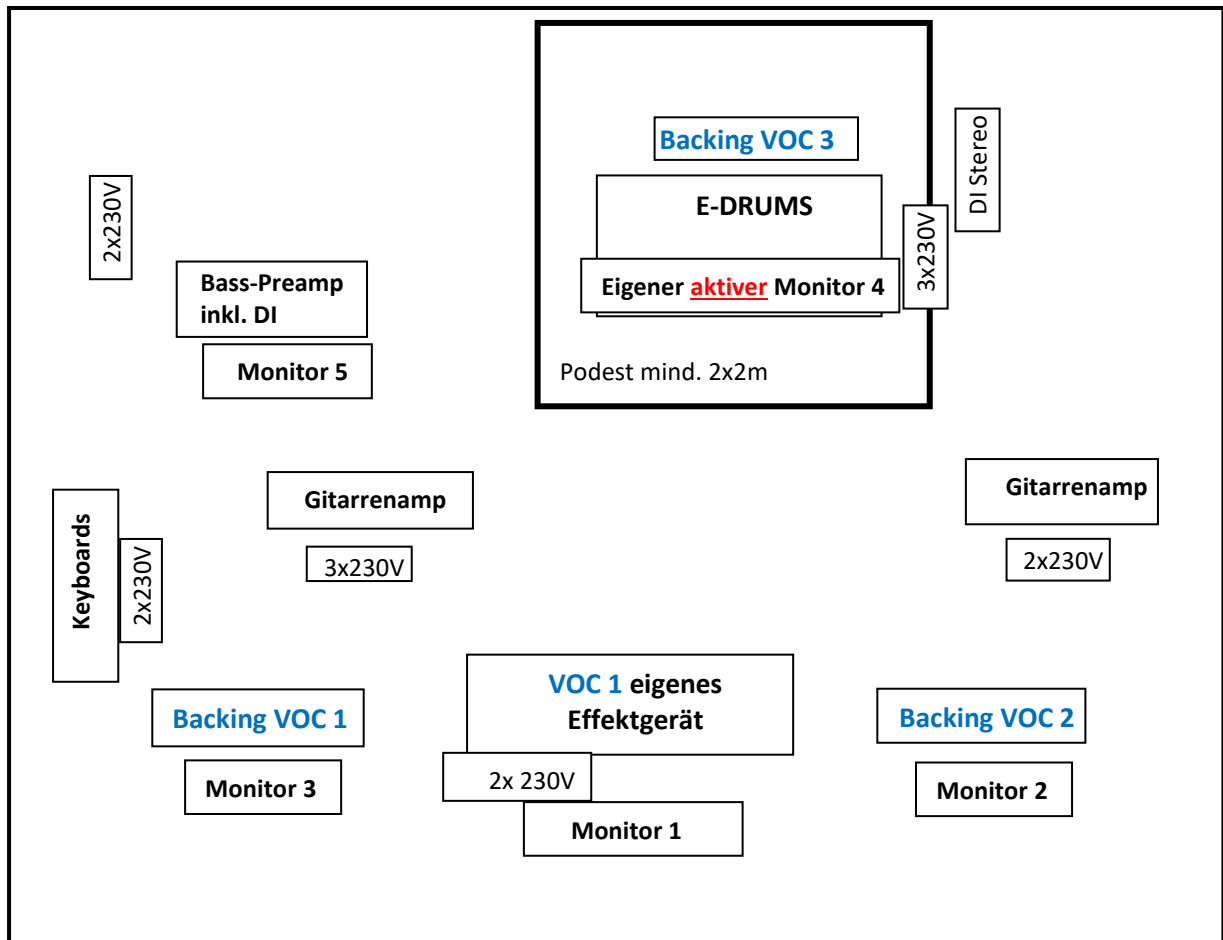 Backing VOC 3
DI Stereo
2x230V
E-DRUMS
3x230V
Bass-Preamp
inkl. DI
Eigener aktiver Monitor 4
Monitor 5
Podest mind. 2x2m
Gitarrenamp
Gitarrenamp
Keyboards
2x230V
3x230V
2x230V
VOC 1 eigenes
Effektgerät
Backing VOC 1
Backing VOC 2
2x 230V
Monitor 3
Monitor 2
Monitor 1